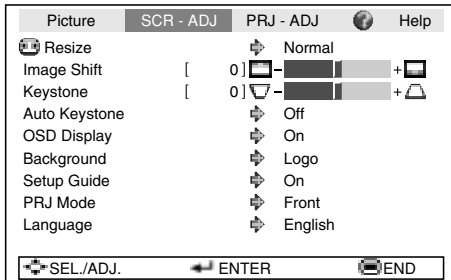 Picture SCR - ADJ PRJ - ADJ ? Help
Resize Normal
Image Shift [ 0 ] - +
Keystone [ 0 ] - +
Auto Keystone Off
OSD Display On
Background Logo
Setup Guide On
PRJ Mode Front
Language English
SEL./ADJ. ENTER END